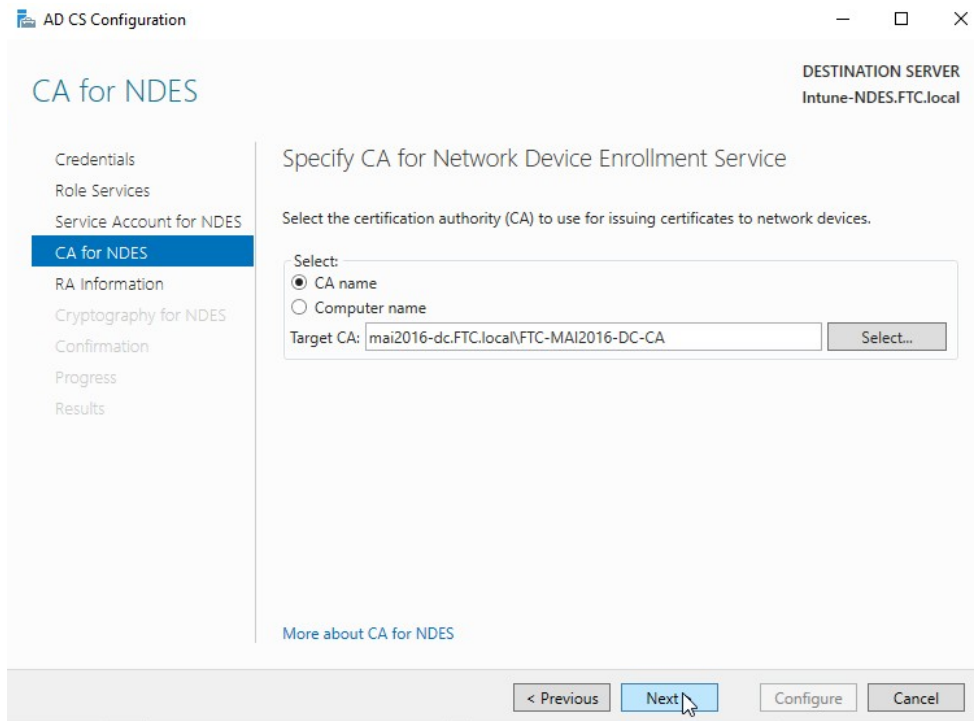 AD CS Configuration
CA for NDES
DESTINATION SERVER
Intune-NDES.FTC.local
Credentials
Role Services
Service Account for NDES
CA for NDES
RA Information
Cryptography for NDES
Confirmation
Progress
Results
Specify CA for Network Device Enrollment Service
Select the certification authority (CA) to use for issuing certificates to network devices.
Select:
CA name
Computer name
Target CA: mai2016-dc.FTC.local\FTC-MAI2016-DC-CA Select...
More about CA for NDES
< Previous Next Configure Cancel